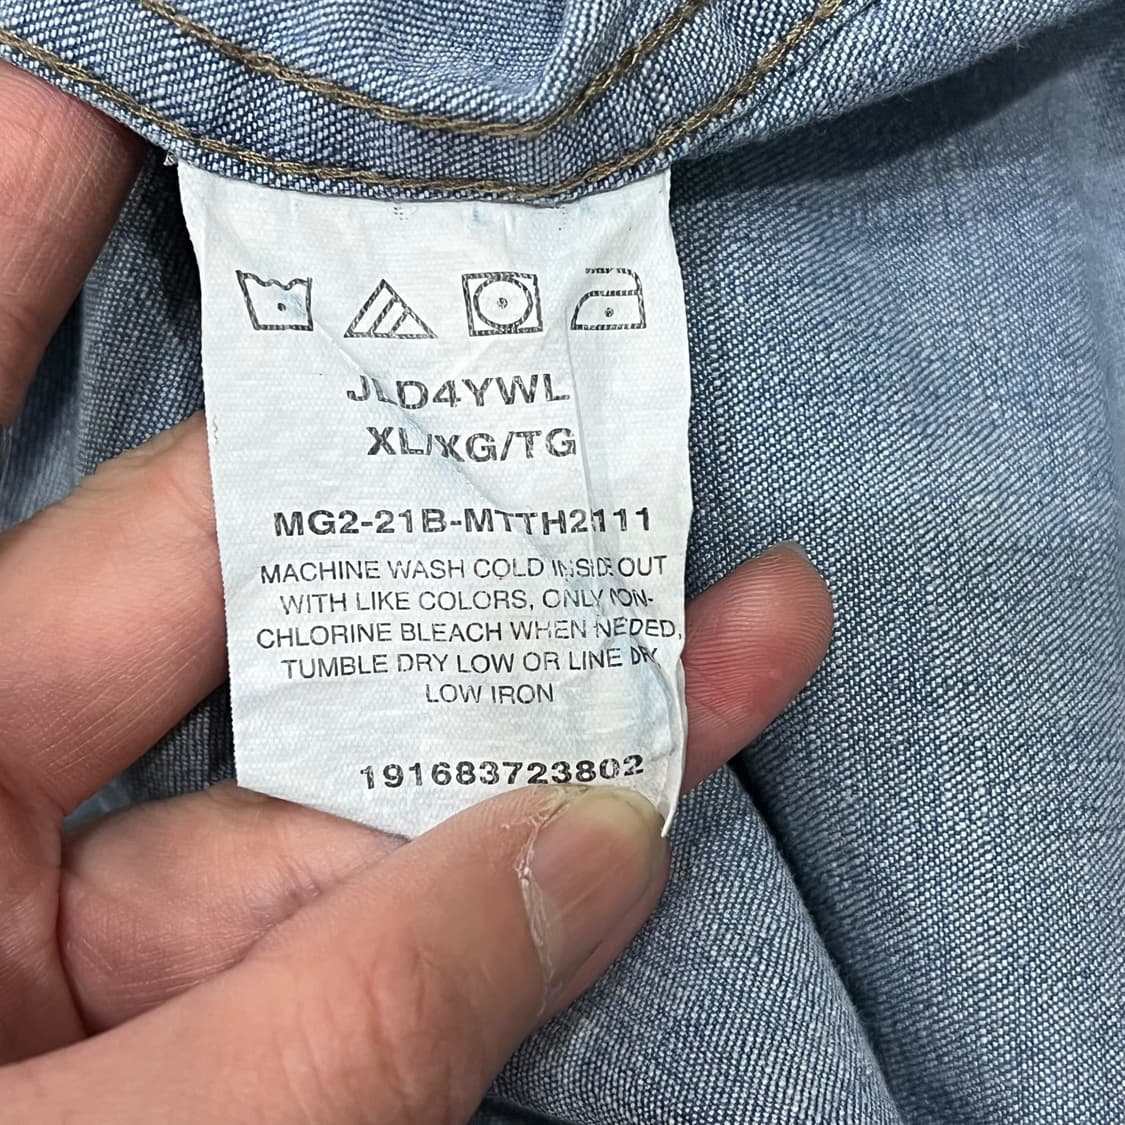 JLD4YWL
XL/XG/TG
MG2-21B-MTTH2111
MACHINE WASH COLD INSIDE OUT
WITH LIKE COLORS, ONLY NON-
CHLORINE BLEACH WHEN NEEDED,
TUMBLE DRY LOW OR LINE DRY,
LOW IRON
191683723802